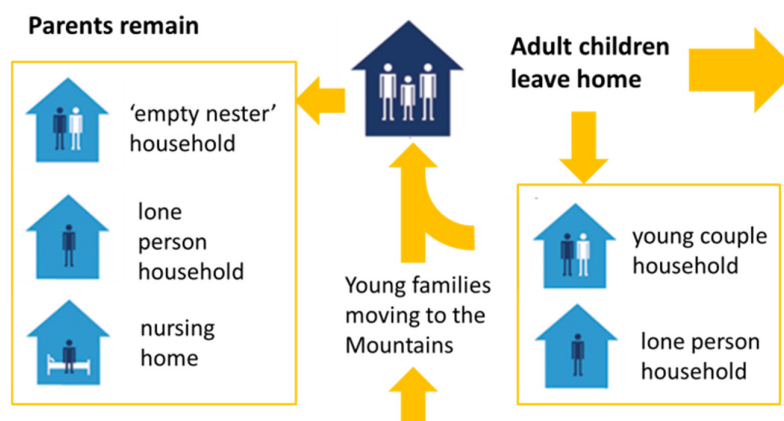 Parents remain
'empty nester'
household
lone
person
household
nursing
home
Young families
moving to the
Mountains
Adult children
leave home
young couple
household
lone person
household